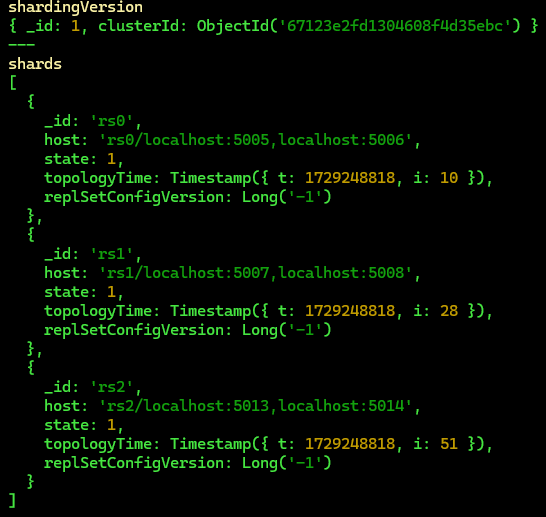 shardingVersion
{ _id: 1, clusterId: ObjectId('67123e2fd1304608f4d35ebc') }
---
shards
[
  {
    _id: 'rs0',
    host: 'rs0/localhost:5005,localhost:5006',
    state: 1,
    topologyTime: Timestamp({ t: 1729248818, i: 10 }),
    replSetConfigVersion: Long('-1')
  },
  {
    _id: 'rs1',
    host: 'rs1/localhost:5007,localhost:5008',
    state: 1,
    topologyTime: Timestamp({ t: 1729248818, i: 28 }),
    replSetConfigVersion: Long('-1')
  },
  {
    _id: 'rs2',
    host: 'rs2/localhost:5013,localhost:5014',
    state: 1,
    topologyTime: Timestamp({ t: 1729248818, i: 51 }),
    replSetConfigVersion: Long('-1')
  }
]